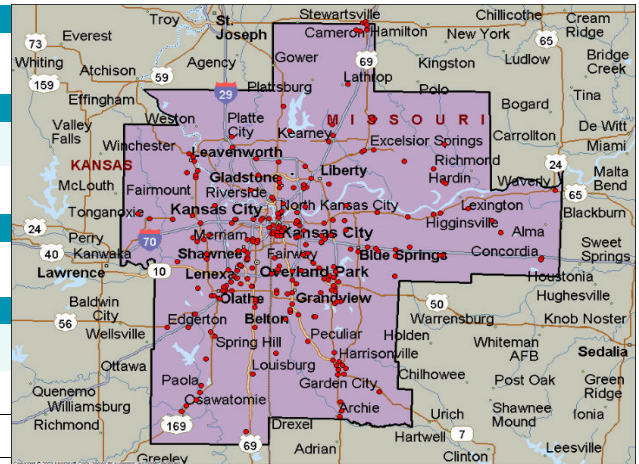 Stewartsville
Chillicothe
Troy
St. Joseph
Cameron
Hamilton
New York
Cream Ridge
73
Everest
65
Whiting
Agency
Gower
69
Kingston
Ludlow
Bridge Creek
159
Atchison
59
Lathrop
Polo
Effingham
29
Plattsburg
Bogard
Tina
Valley Falls
Weston
Platte City
Kearney
MISSOURI
Carrollton
De Witt
Winchester
Leavenworth
Excelsior Springs
Miami
KANSAS
Gladstone
Liberty
Richmond
24
McLouth
Fairmount
Riverside
Hardin
Waverly
65
Malta Bend
Tonganoxie
Kansas City
North Kansas City
Lexington
Blackburn
24
70
Kansas City
Higginsville
Alma
Perry
Merriam
40
Kanwaka
Shawnee
Fairway
Blue Springs
Concordia
Sweet Springs
Lawrence
10
Lenexa
Overland Park
Houstonia
Baldwin City
Olathe
Grandview
50
Hughesville
56
Edgerton
Belton
Warrensburg
Knob Noster
Wellsville
Spring Hill
Peculiar
Holden
Whiteman AFB
Sedalia
Ottawa
Louisburg
Harrisonville
Chilhowee
Quenemo
Paola
Garden City
Post Oak
Green Ridge
Williamsburg
Osawatomie
Archie
Urich
Shawnee Mound
Ionia
Richmond
169
69
Drexel
Hartwell
7
Leesville
Greeley
Adrian
Clinton